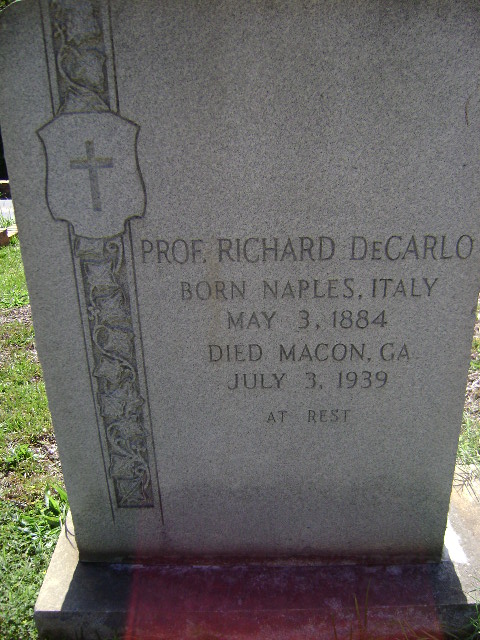 PROF. RICHARD DECARLO
BORN NAPLES, ITALY
MAY 3, 1884
DIED MACON, GA.
JULY 3, 1939
AT REST